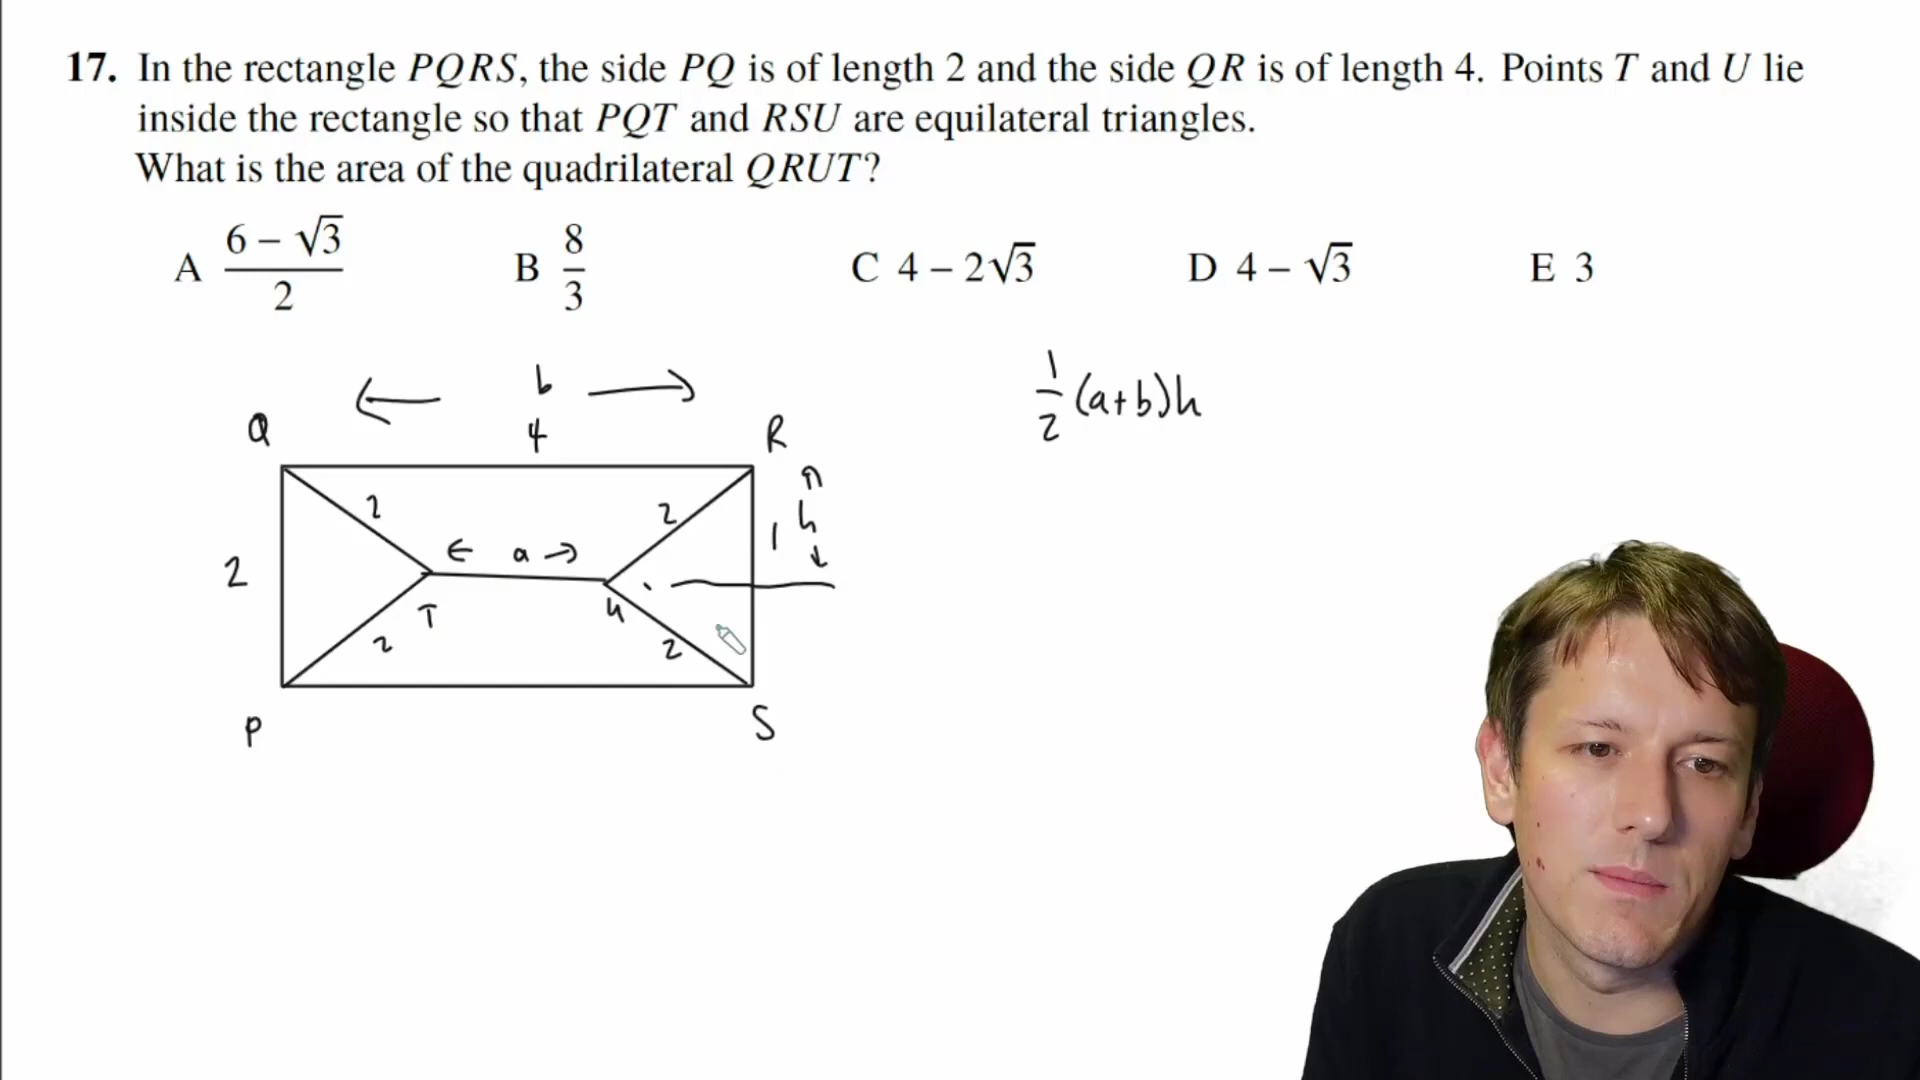 17. In the rectangle PQRS, the side PQ is of length 2 and the side QR is of length 4. Points T and U lie
inside the rectangle so that PQT and RSU are equilateral triangles.
What is the area of the quadrilateral QRUT?
A (6 – √3)/2 B 8/3 C 4 – 2√3 D 4 – √3 E 3
b
4
Q R
1/2 (a+b)h
2 2
1 h
← a →
2
T U
2 2
P S